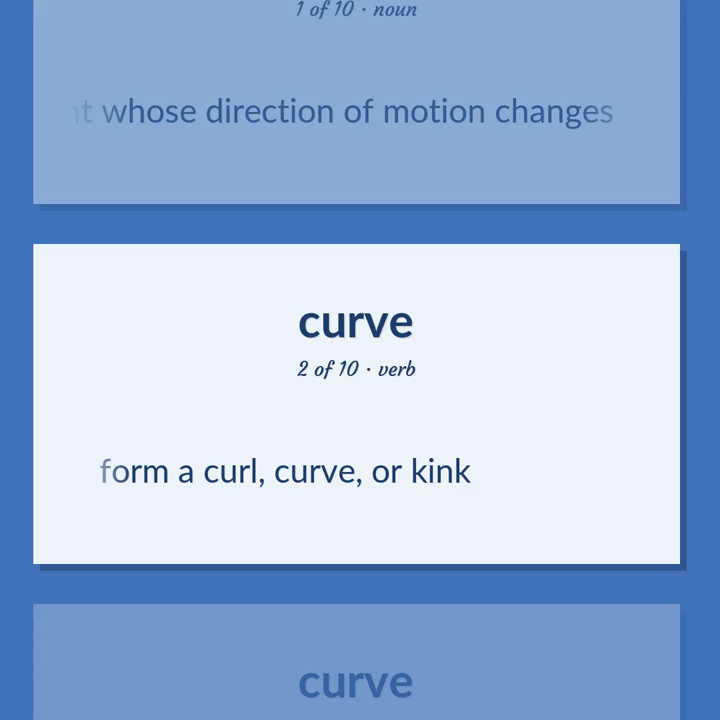 1 of 10 · noun
whose direction of motion changes
curve
2 of 10 · verb
form a curl, curve, or kink
curve